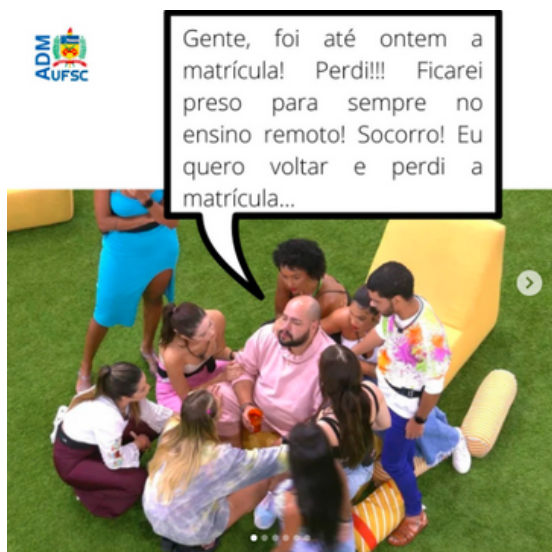 ADM
UFSC
Gente, foi até ontem a
matrícula! Perdi!!! Ficarei
preso para sempre no
ensino remoto! Socorro! Eu
quero voltar e perdi a
matrícula...